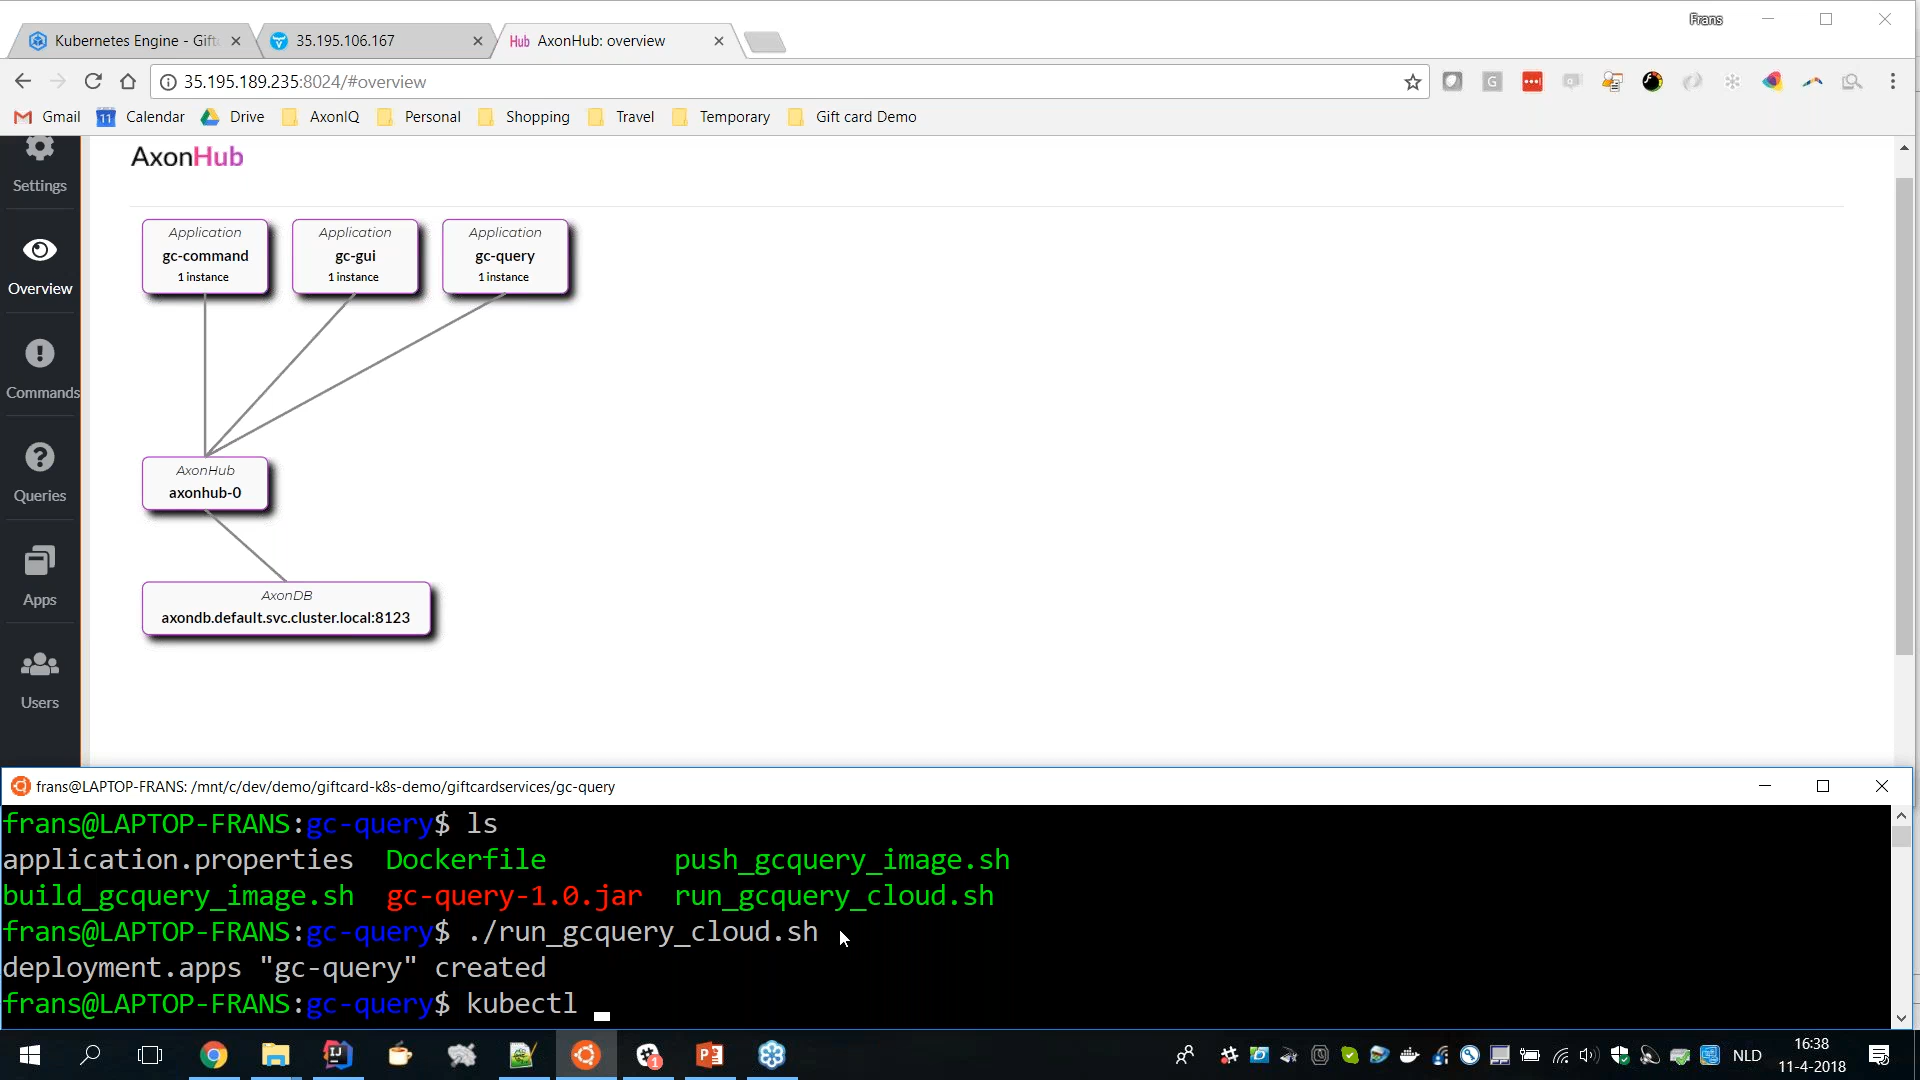 Frans
Kubernetes Engine - Gift
35.195.106.167
Hub AxonHub: overview
35.195.189.235:8024/#overview
Gmail
11 Calendar
Drive
AxonIQ
Personal
Shopping
Travel
Temporary
Gift card Demo
AxonHub
Settings
Overview
Commands
Queries
Apps
Users
Application
gc-command
1 instance
Application
gc-gui
1 instance
Application
gc-query
1 instance
AxonHub
axonhub-0
AxonDB
axondb.default.svc.cluster.local:8123
frans@LAPTOP-FRANS: /mnt/c/dev/demo/giftcard-k8s-demo/giftcardservices/gc-query
frans@LAPTOP-FRANS:gc-query$ ls
application.properties Dockerfile push_gcquery_image.sh
build_gcquery_image.sh gc-query-1.0.jar run_gcquery_cloud.sh
frans@LAPTOP-FRANS:gc-query$ ./run_gcquery_cloud.sh
deployment.apps "gc-query" created
frans@LAPTOP-FRANS:gc-query$ kubectl
NLD
16:38
11-4-2018